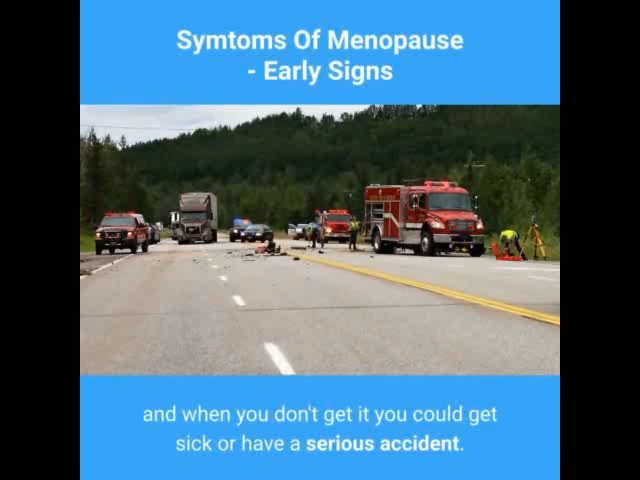 Symtoms Of Menopause
- Early Signs
and when you don't get it you could get
sick or have a serious accident.